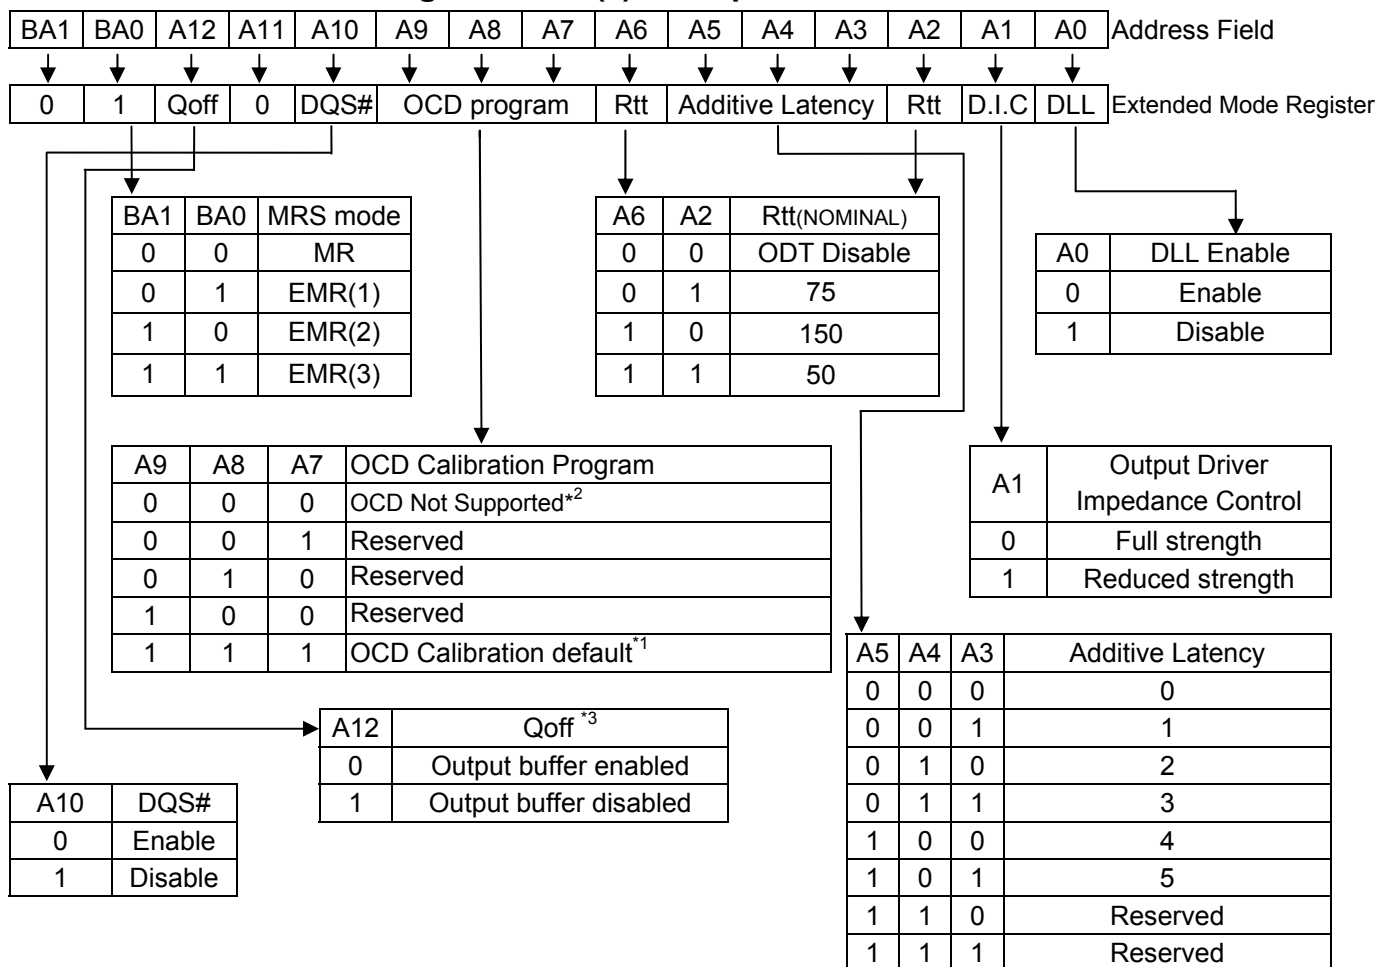 BA1 BA0 A12 A11 A10 A9 A8 A7 A6 A5 A4 A3 A2 A1 A0 Address Field
0 1 Qoff 0 DQS# OCD program Rtt Additive Latency Rtt D.I.C DLL Extended Mode Register
BA1 BA0 MRS mode
0 0 MR
0 1 EMR(1)
1 0 EMR(2)
1 1 EMR(3)
A6 A2 Rtt(NOMINAL)
0 0 ODT Disable
0 1 75
1 0 150
1 1 50
A0 DLL Enable
0 Enable
1 Disable
A9 A8 A7 OCD Calibration Program
0 0 0 OCD Not Supported*2
0 0 1 Reserved
0 1 0 Reserved
1 0 0 Reserved
1 1 1 OCD Calibration default*1
A1 Output Driver
Impedance Control
0 Full strength
1 Reduced strength
A5 A4 A3 Additive Latency
0 0 0 0
0 0 1 1
0 1 0 2
0 1 1 3
1 0 0 4
1 0 1 5
1 1 0 Reserved
1 1 1 Reserved
A12 Qoff *3
0 Output buffer enabled
1 Output buffer disabled
A10 DQS#
0 Enable
1 Disable